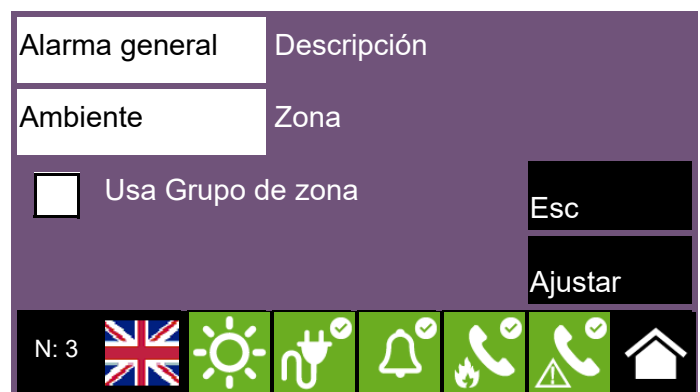 Alarma general Descripción
Ambiente Zona
Usa Grupo de zona
Esc
Ajustar
N: 3